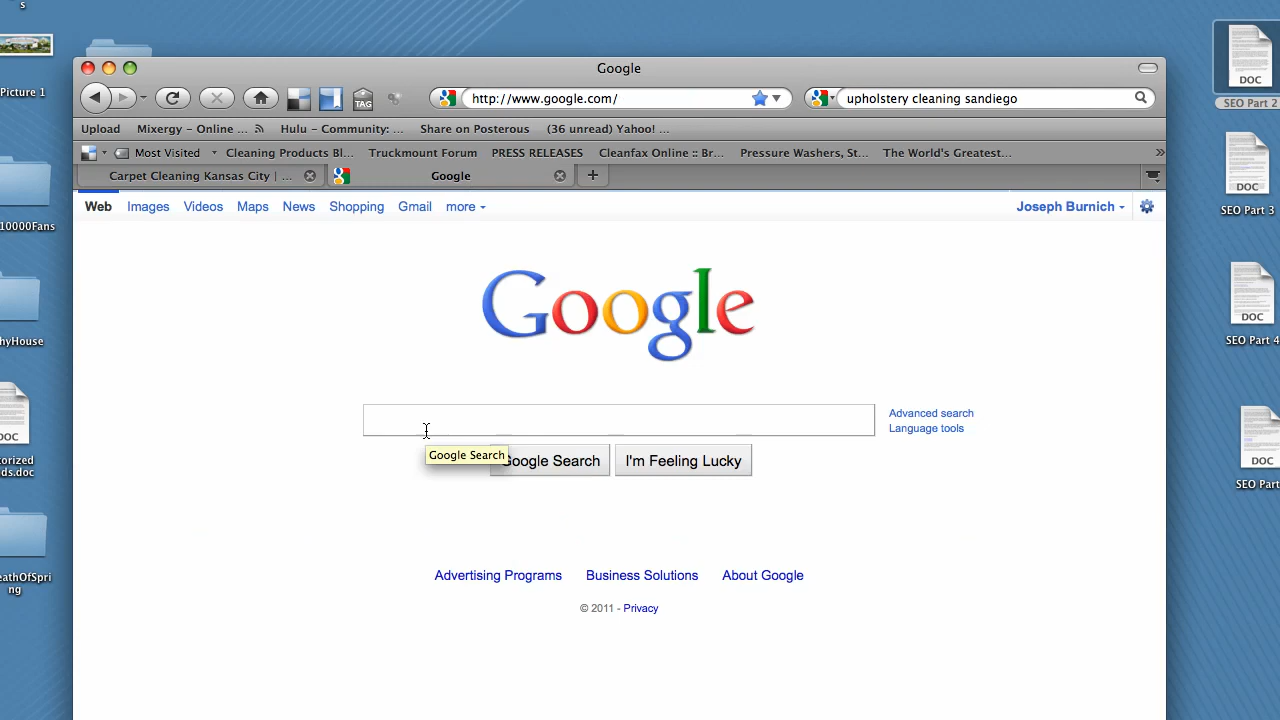 s
Picture 1
10000Fans
hyHouse
DOC
torized
ds.doc
eathOfSpri
ng
Google
http://www.google.com/
TAG
upholstery cleaning sandiego
Upload Mixergy - Online ... Hulu - Community: ... Share on Posterous (36 unread) Yahoo! ...
Most Visited Cleaning Products Bl... Truckmount Forum PRESS RELEASES Cleanfax Online :: Br... Pressure Washers, St... The World's Greatest...
Carpet Cleaning Kansas City | ... Google
Web Images Videos Maps News Shopping Gmail more Joseph Burnich
Google
Advanced search
Language tools
Google Search
Google Search I'm Feeling Lucky
Advertising Programs Business Solutions About Google
© 2011 - Privacy
DOC
SEO Part 2
DOC
SEO Part 3
DOC
SEO Part 4
DOC
SEO Part